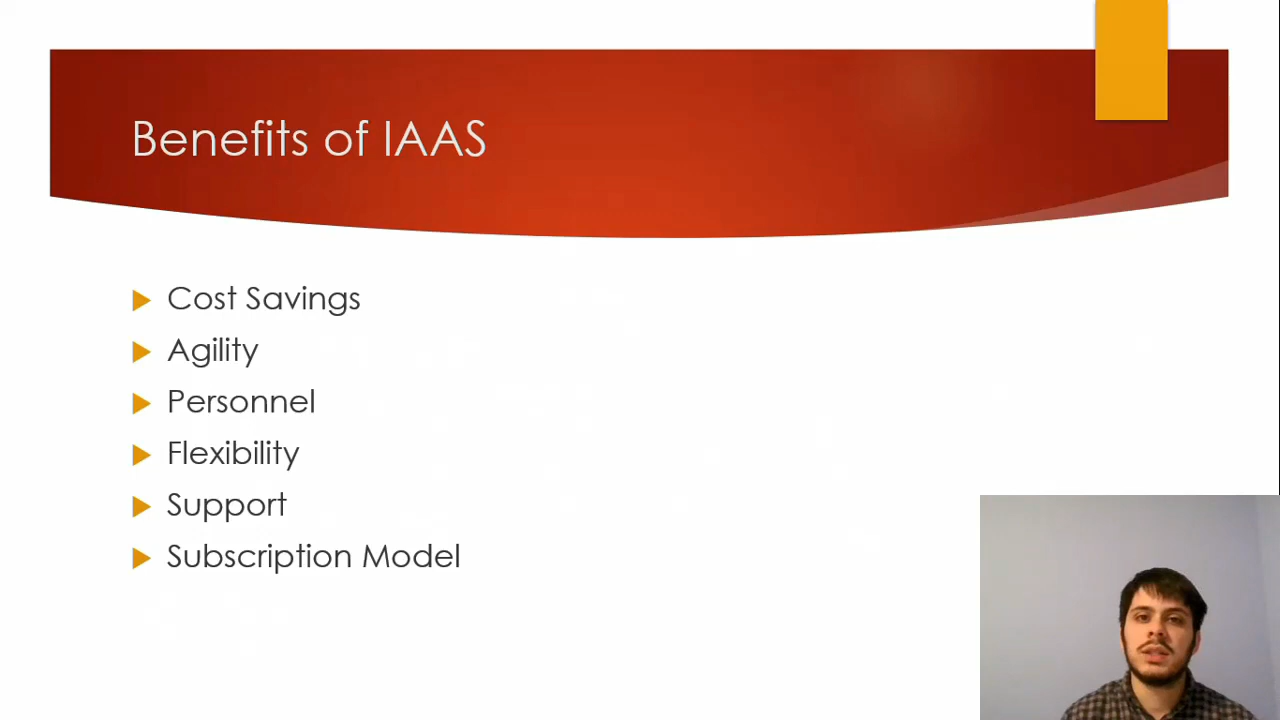 Benefits of IAAS
Cost Savings
Agility
Personnel
Flexibility
Support
Subscription Model